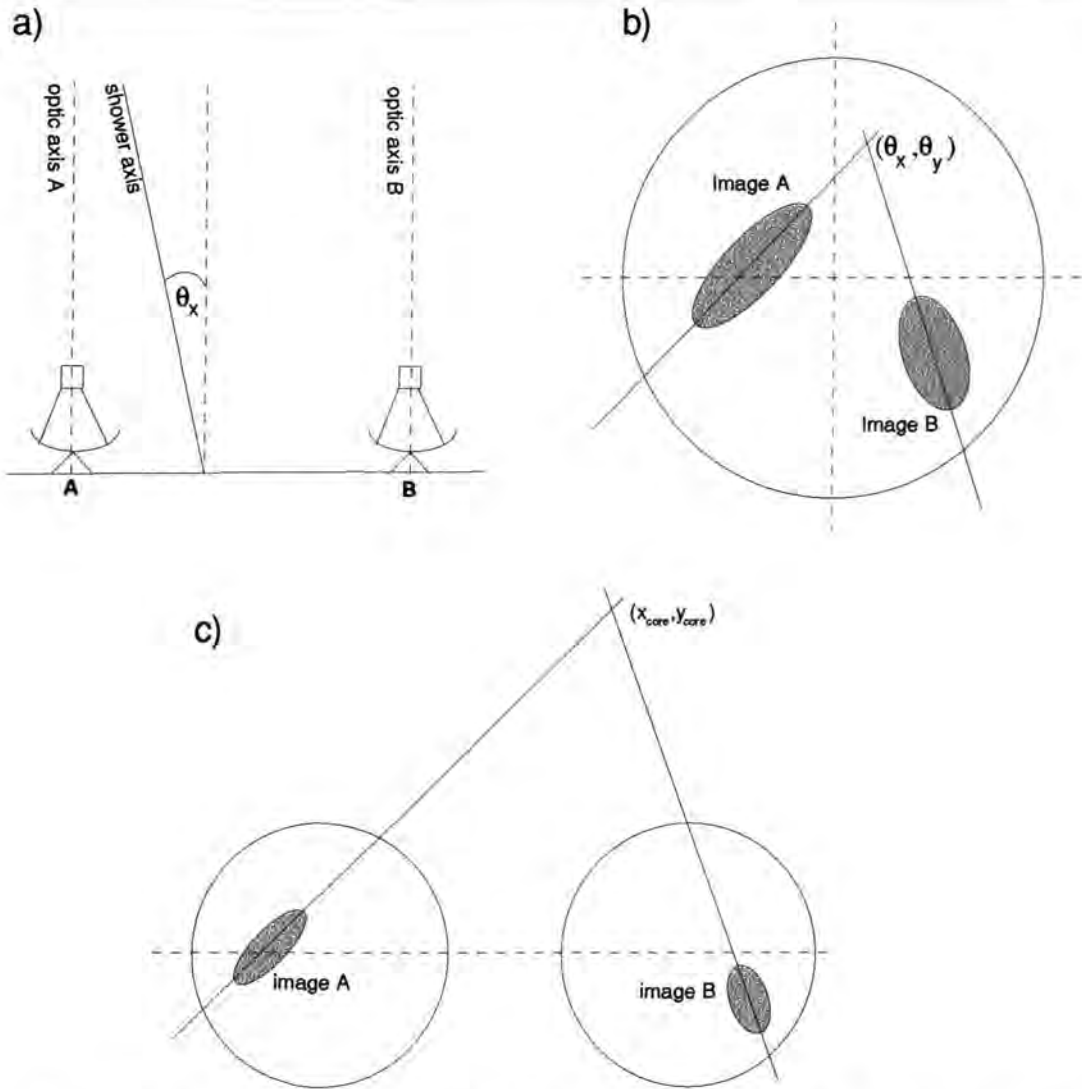 a)
optic axis A
shower axis
optic axis B
θx
A
B
b)
(θx,θy)
Image A
Image B
c)
(xcore,ycore)
image A
image B